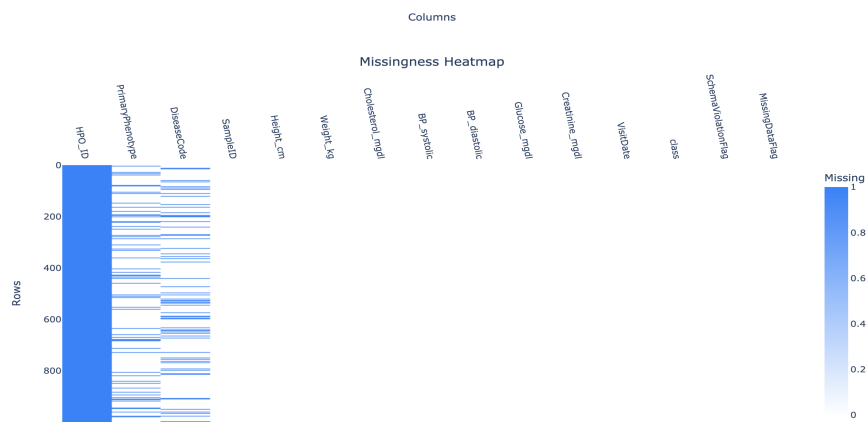 Columns
Missingness Heatmap
HPO_ID
PrimaryPhenotype
DiseaseCode
SampleID
Height_cm
Weight_kg
Cholesterol_mgdl
BP_systolic
BP_diastolic
Glucose_mgdl
Creatinine_mgdl
VisitDate
class
SchemaViolationFlag
MissingDataFlag
Rows
0
200
400
600
800
Missing
1
0.8
0.6
0.4
0.2
0